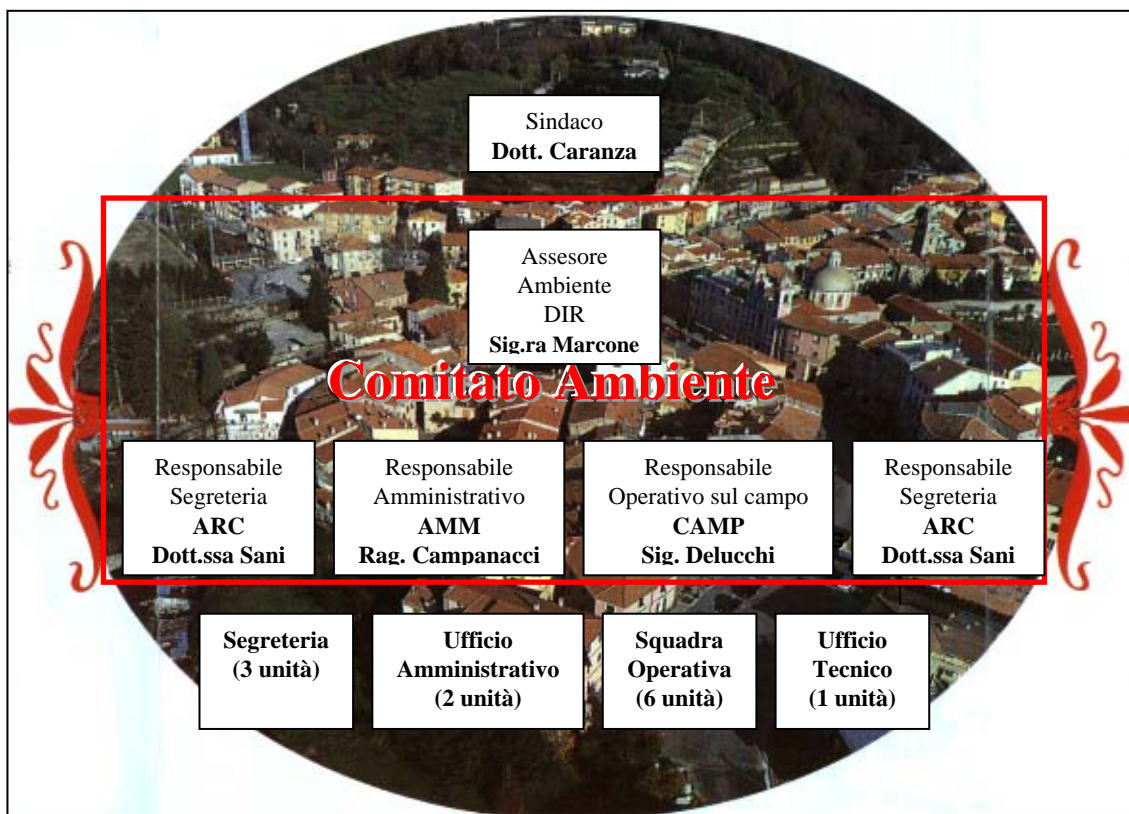 Sindaco
Dott. Caranza
Assesore
Ambiente
DIR
Sig.ra Marcone
Comitato Ambiente
Responsabile
Segreteria
ARC
Dott.ssa Sani
Responsabile
Amministrativo
AMM
Rag. Campanacci
Responsabile
Operativo sul campo
CAMP
Sig. Delucchi
Responsabile
Segreteria
ARC
Dott.ssa Sani
Segreteria
(3 unità)
Ufficio
Amministrativo
(2 unità)
Squadra
Operativa
(6 unità)
Ufficio
Tecnico
(1 unità)